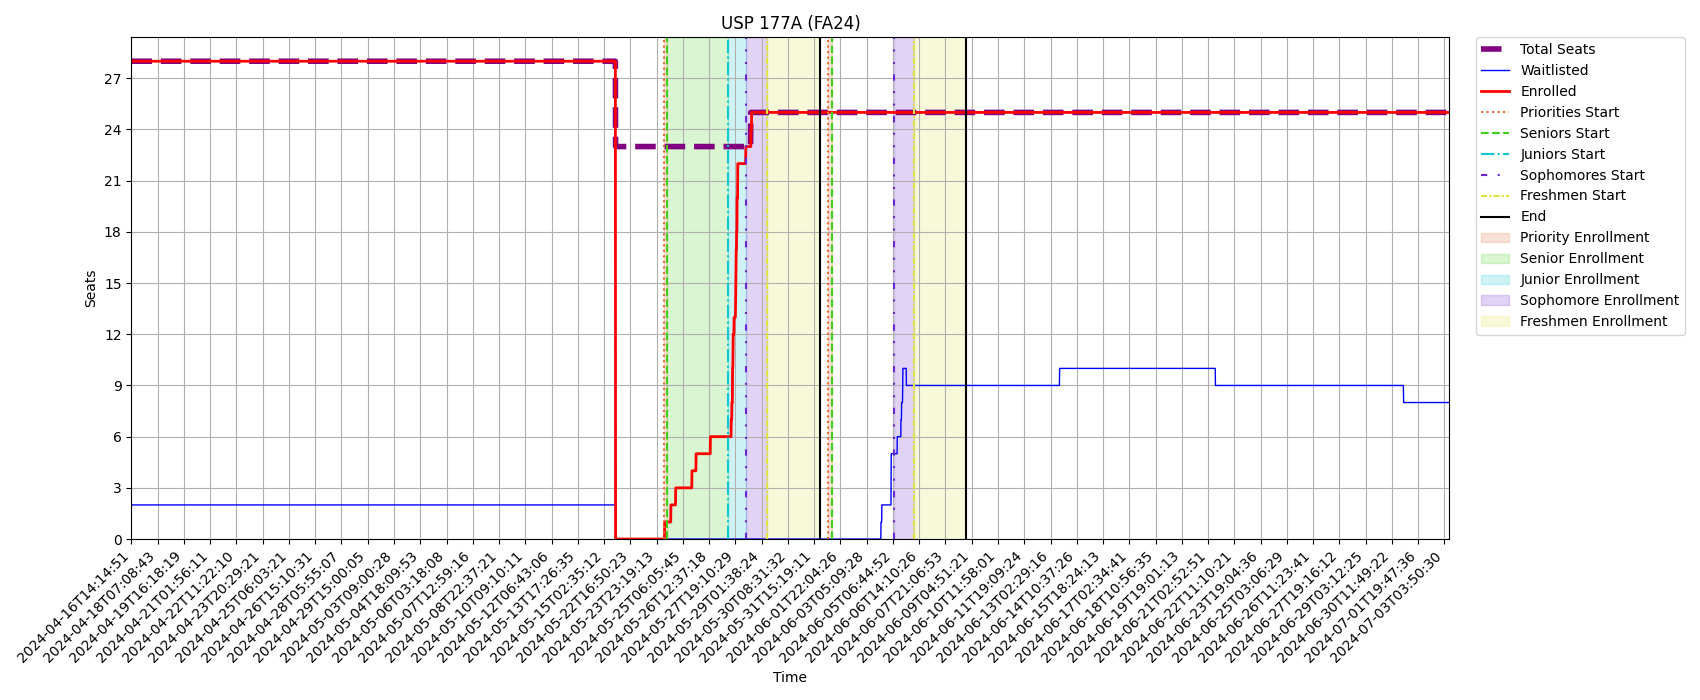 USP 177A (FA24)
Seats
27
24
21
18
15
12
9
6
3
0
2024-04-16T14:14:51
2024-04-18T07:08:43
2024-04-19T16:18:19
2024-04-21T01:56:11
2024-04-22T11:22:10
2024-04-23T20:29:21
2024-04-25T06:03:21
2024-04-26T15:10:31
2024-04-28T05:55:07
2024-04-29T15:00:05
2024-05-03T09:00:28
2024-05-04T18:09:53
2024-05-06T03:18:08
2024-05-07T12:59:16
2024-05-08T22:37:21
2024-05-10T09:10:11
2024-05-12T06:43:06
2024-05-13T17:26:35
2024-05-15T02:35:12
2024-05-22T16:50:23
2024-05-23T23:19:13
2024-05-25T06:05:45
2024-05-26T12:37:18
2024-05-27T19:10:29
2024-05-29T01:38:24
2024-05-30T08:31:32
2024-05-31T15:19:11
2024-06-01T22:04:26
2024-06-03T05:09:28
2024-06-05T06:44:52
2024-06-06T14:10:26
2024-06-07T21:06:53
2024-06-09T04:51:21
2024-06-10T11:58:01
2024-06-11T19:09:24
2024-06-13T02:29:16
2024-06-14T10:37:26
2024-06-15T18:24:13
2024-06-17T02:34:41
2024-06-18T10:56:35
2024-06-19T19:01:13
2024-06-21T02:52:51
2024-06-22T11:10:21
2024-06-23T19:04:36
2024-06-25T03:06:29
2024-06-26T11:23:41
2024-06-27T19:16:12
2024-06-29T03:12:25
2024-06-30T11:49:22
2024-07-01T19:47:36
2024-07-03T03:50:30
Time
Total Seats
Waitlisted
Enrolled
Priorities Start
Seniors Start
Juniors Start
Sophomores Start
Freshmen Start
End
Priority Enrollment
Senior Enrollment
Junior Enrollment
Sophomore Enrollment
Freshmen Enrollment